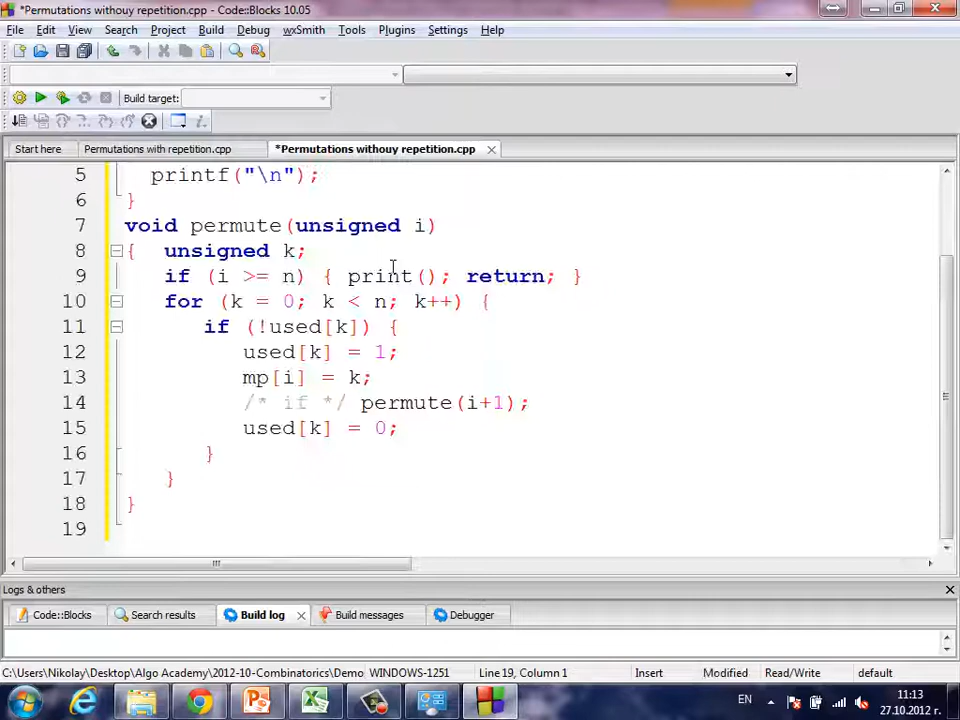 *Permutations withouy repetition.cpp - Code::Blocks 10.05
File Edit View Search Project Build Debug wxSmith Tools Plugins Settings Help
Build target:
Start here Permutations with repetition.cpp *Permutations withouy repetition.cpp
5 printf("\n");
6 }
7 void permute(unsigned i)
8 { unsigned k;
9 if (i >= n) { print(); return; }
10 for (k = 0; k < n; k++) {
11 if (!used[k]) {
12 used[k] = 1;
13 mp[i] = k;
14 /* if */ permute(i+1);
15 used[k] = 0;
16 }
17 }
18 }
19
Logs & others
Code::Blocks Search results Build log Build messages Debugger
C:\Users\Nikolay\Desktop\Algo Academy\2012-10-Combinatorics\Demo WINDOWS-1251 Line 19, Column 1 Insert Modified Read/Write default
EN 11:13
27.10.2012 г.